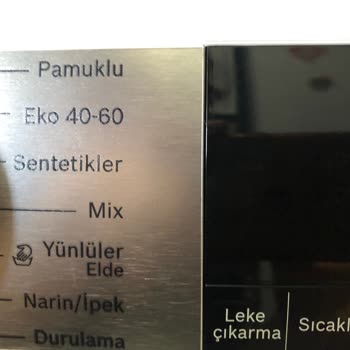 Pamuklu
Eko 40-60
Sentetikler
Mix
Yünlüler
Elde
Narin/İpek
Durulama
Leke
çıkarma